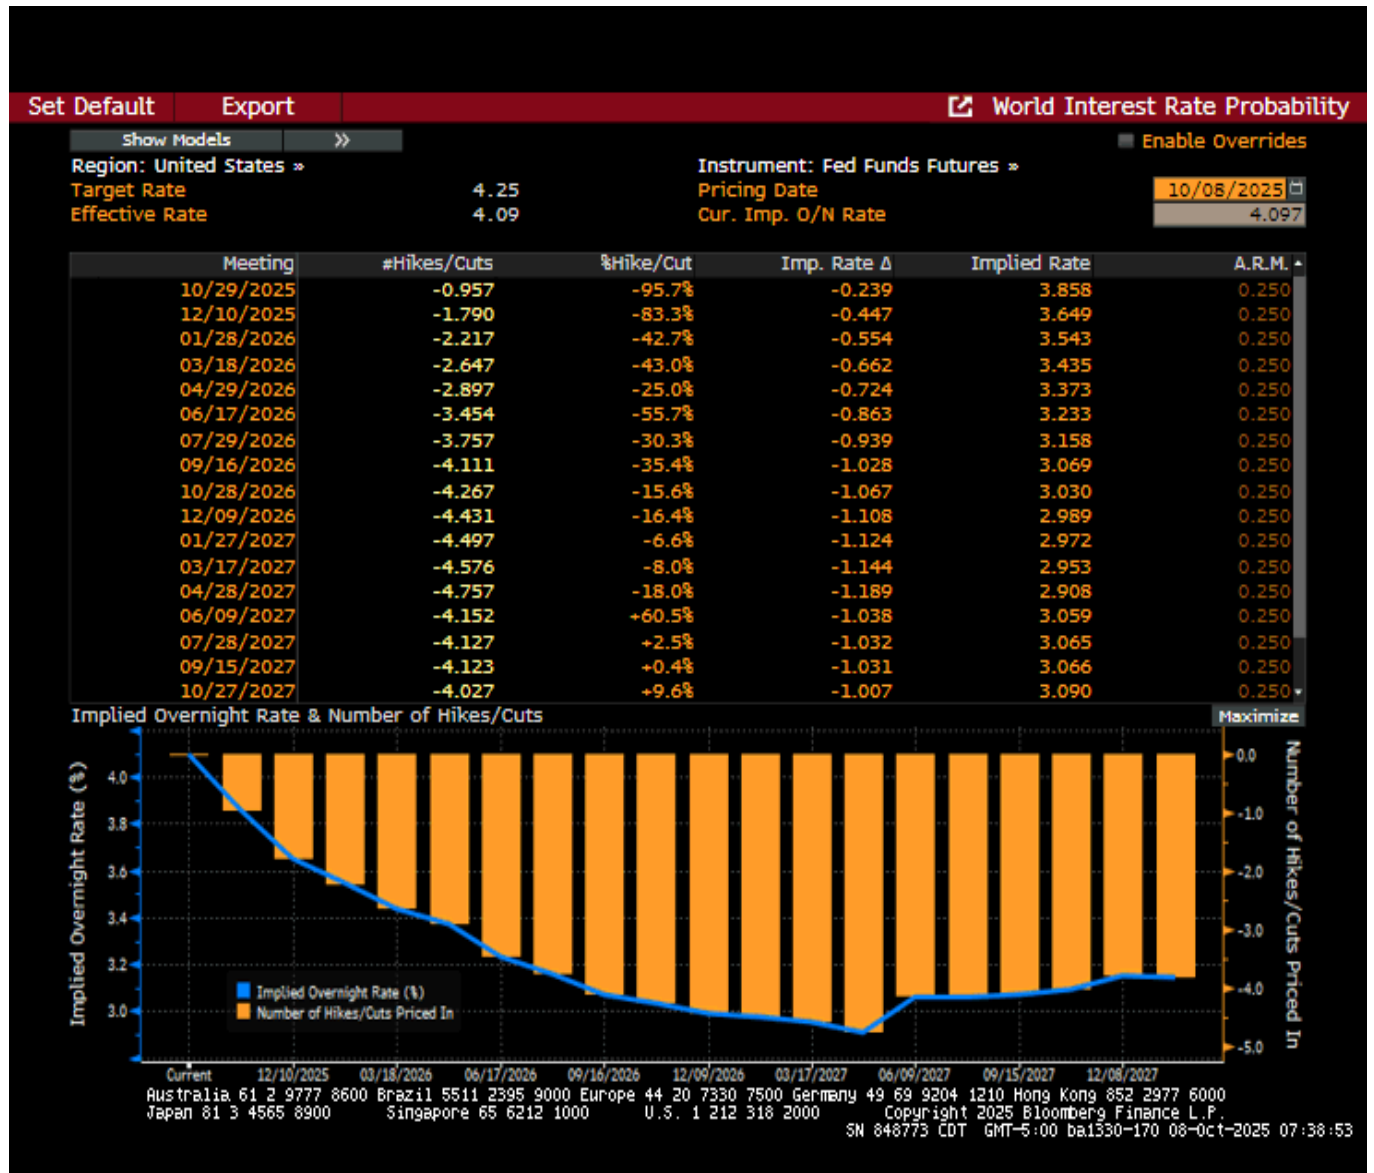 Set Default Export World Interest Rate Probability
Show Models » Enable Overrides
Region: United States » Instrument: Fed Funds Futures »
Target Rate 4.25 Pricing Date 10/08/2025
Effective Rate 4.09 Cur. Imp. O/N Rate 4.097
Meeting #Hikes/Cuts %Hike/Cut Imp. Rate Δ Implied Rate A.R.M.
10/29/2025 -0.957 -95.7% -0.239 3.858 0.250
12/10/2025 -1.790 -83.3% -0.447 3.649 0.250
01/28/2026 -2.217 -42.7% -0.554 3.543 0.250
03/18/2026 -2.647 -43.0% -0.662 3.435 0.250
04/29/2026 -2.897 -25.0% -0.724 3.373 0.250
06/17/2026 -3.454 -55.7% -0.863 3.233 0.250
07/29/2026 -3.757 -30.3% -0.939 3.158 0.250
09/16/2026 -4.111 -35.4% -1.028 3.069 0.250
10/28/2026 -4.267 -15.6% -1.067 3.030 0.250
12/09/2026 -4.431 -16.4% -1.108 2.989 0.250
01/27/2027 -4.497 -6.6% -1.124 2.972 0.250
03/17/2027 -4.576 -8.0% -1.144 2.953 0.250
04/28/2027 -4.757 -18.0% -1.189 2.908 0.250
06/09/2027 -4.152 +60.5% -1.038 3.059 0.250
07/28/2027 -4.127 +2.5% -1.032 3.065 0.250
09/15/2027 -4.123 +0.4% -1.031 3.066 0.250
10/27/2027 -4.027 +9.6% -1.007 3.090 0.250
Implied Overnight Rate & Number of Hikes/Cuts Maximize
Implied Overnight Rate (%)
4.0
3.8
3.6
3.4
3.2
3.0
Implied Overnight Rate (%)
Number of Hikes/Cuts Priced In
0.0
-1.0
-2.0
-3.0
-4.0
-5.0
Number of Hikes/Cuts Priced In
Current 12/10/2025 03/18/2026 06/17/2026 09/16/2026 12/09/2026 03/17/2027 06/09/2027 09/15/2027 12/08/2027
Australia 61 2 9777 8600 Brazil 5511 2395 9000 Europe 44 20 7330 7500 Germany 49 69 9204 1210 Hong Kong 852 2977 6000
Japan 81 3 4565 8900 Singapore 65 6212 1000 U.S. 1 212 318 2000 Copyright 2025 Bloomberg Finance L.P.
SN 848773 CDT GMT-5:00 ba1330-170 08-Oct-2025 07:38:53